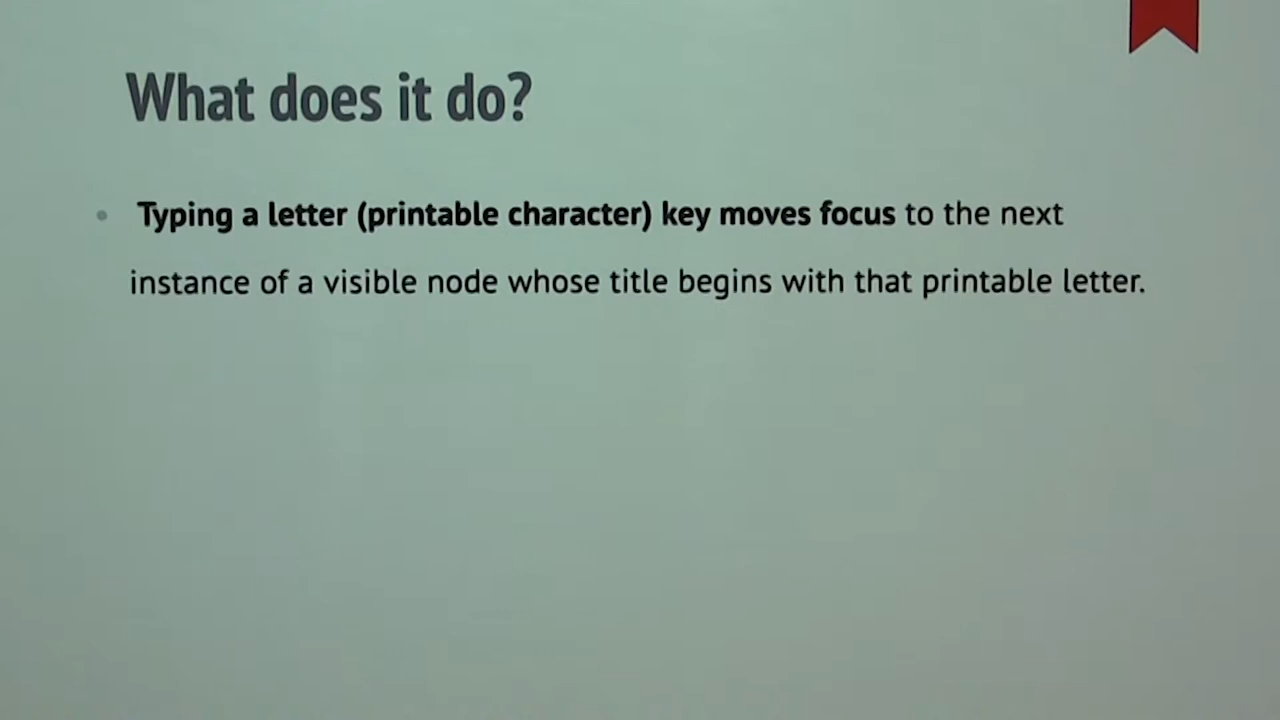 What does it do?
Typing a letter (printable character) key moves focus to the next
instance of a visible node whose title begins with that printable letter.